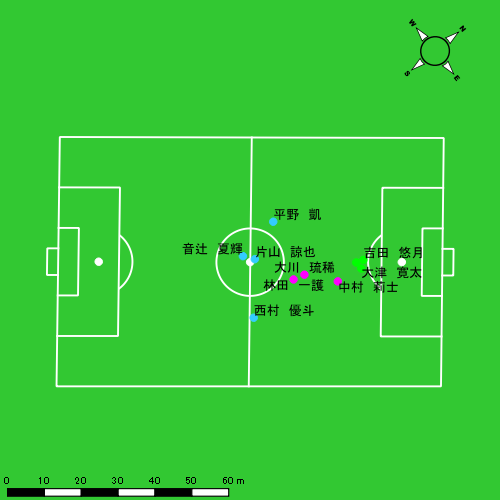 W
N
S
E
平野　凱
音辻　夏輝
片山　諒也
吉田　悠月
大川　琉稀
大津　寛太
林田　一護
中村　莉士
西村　優斗
0 10 20 30 40 50 60 m